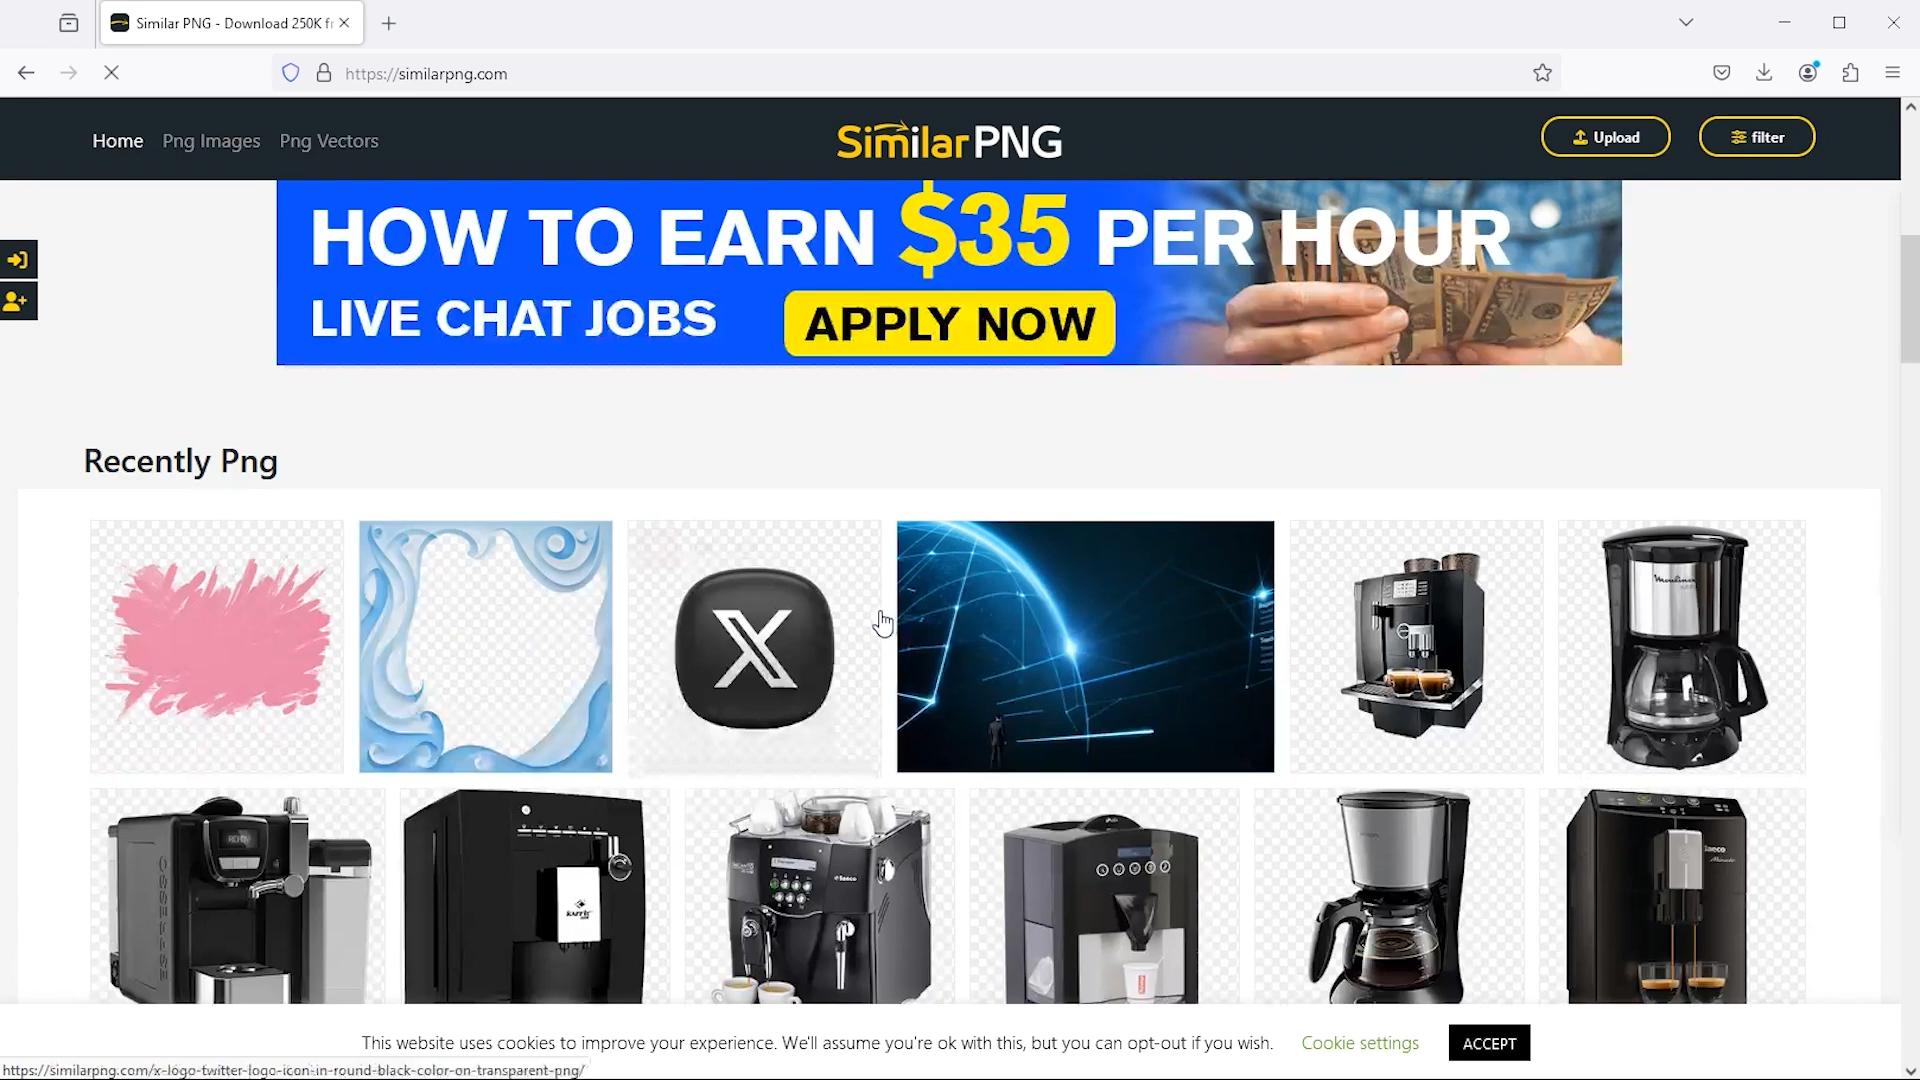 Similar PNG - Download 250K fr
https://similarpng.com
Home
Png Images
Png Vectors
SimilarPNG
Upload
filter
HOW TO EARN $35 PER HOUR
LIVE CHAT JOBS
APPLY NOW
Recently Png
Moulinex
Saeco
Saeco
This website uses cookies to improve your experience. We'll assume you're ok with this, but you can opt-out if you wish.
Cookie settings
ACCEPT
https://similarpng.com/x-logo-twitter-logo-icon-in-round-black-color-on-transparent-png/